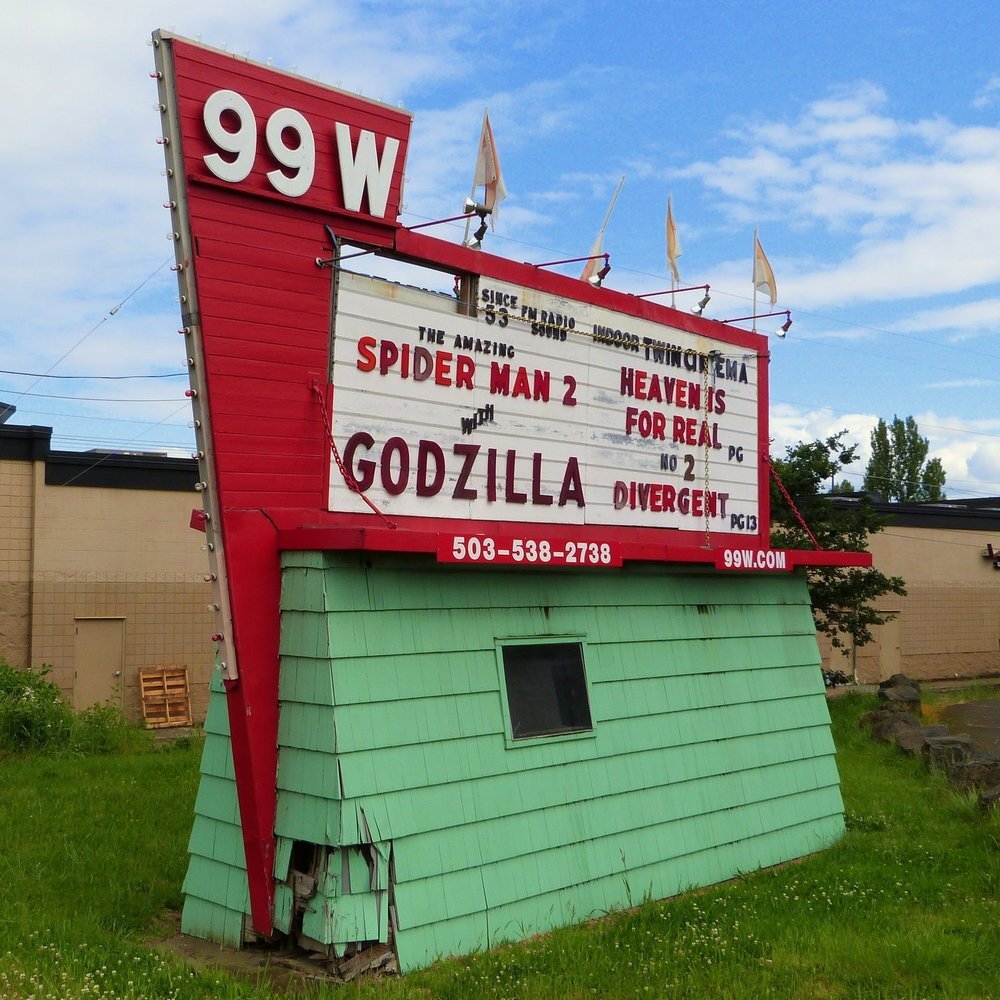 99 W
SINCE FM RADIO
53 SOUND
THE AMAZING
SPIDER MAN 2
WITH
GODZILLA
INDOOR TWIN CINEMA
HEAVEN IS
FOR REAL PG
NO 2
DIVERGENT PG13
503-538-2738
99W.COM